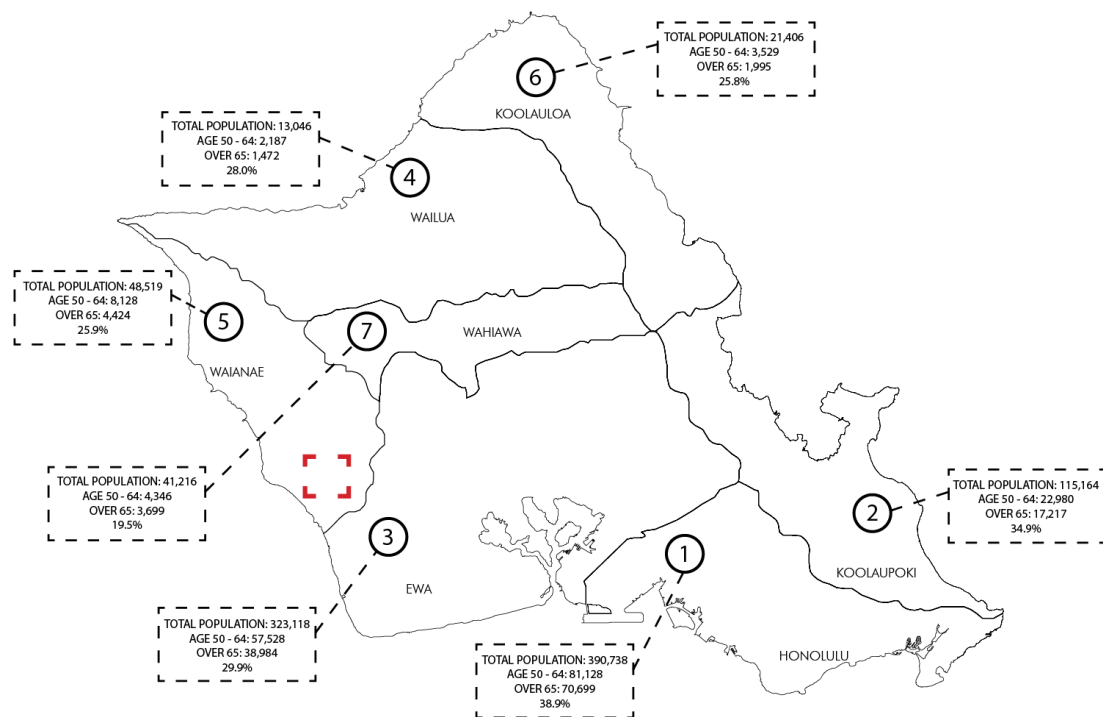 TOTAL POPULATION: 21,406
AGE 50 - 64: 3,529
OVER 65: 1,995
25.8%
6
KOOLAULOA
TOTAL POPULATION: 13,046
AGE 50 - 64: 2,187
OVER 65: 1,472
28.0%
4
WAILUA
TOTAL POPULATION: 48,519
AGE 50 - 64: 8,128
OVER 65: 4,424
25.9%
5
WAIANAE
7
WAHIAWA
TOTAL POPULATION: 41,216
AGE 50 - 64: 4,346
OVER 65: 3,699
19.5%
TOTAL POPULATION: 115,164
AGE 50 - 64: 22,980
OVER 65: 17,217
34.9%
2
KOOLAUPOKI
3
EWA
1
HONOLULU
TOTAL POPULATION: 323,118
AGE 50 - 64: 57,528
OVER 65: 38,984
29.9%
TOTAL POPULATION: 390,738
AGE 50 - 64: 81,128
OVER 65: 70,699
38.9%